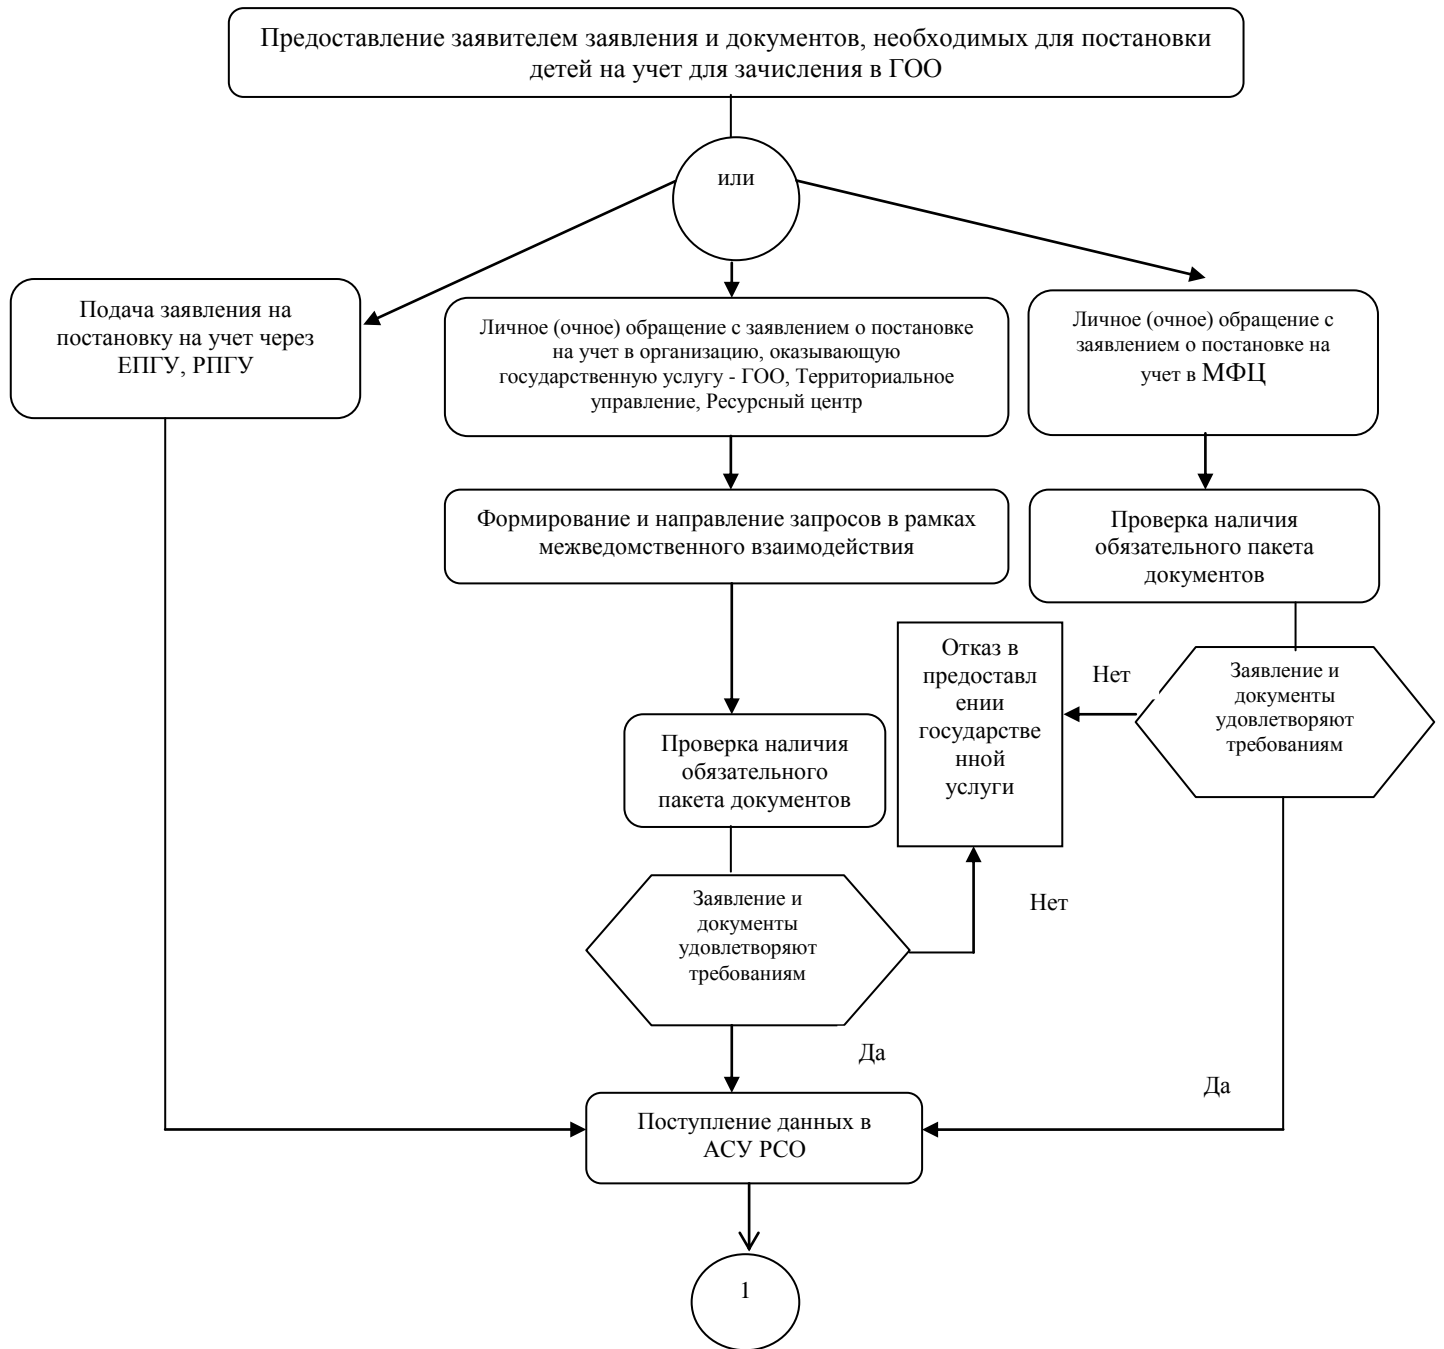 Предоставление заявителем заявления и документов, необходимых для постановки
детей на учет для зачисления в ГОО
или
Подача заявления на
постановку на учет через
ЕПГУ, РПГУ
Личное (очное) обращение с заявлением о постановке
на учет в организацию, оказывающую
государственную услугу - ГОО, Территориальное
управление, Ресурсный центр
Личное (очное) обращение с
заявлением о постановке на
учет в МФЦ
Формирование и направление запросов в рамках
межведомственного взаимодействия
Проверка наличия
обязательного пакета
документов
Отказ в
предоставл
ении
государстве
нной
услуги
Нет
Заявление и
документы
удовлетворяют
требованиям
Проверка наличия
обязательного
пакета документов
Заявление и
документы
удовлетворяют
требованиям
Нет
Да
Да
Поступление данных в
АСУ РСО
1